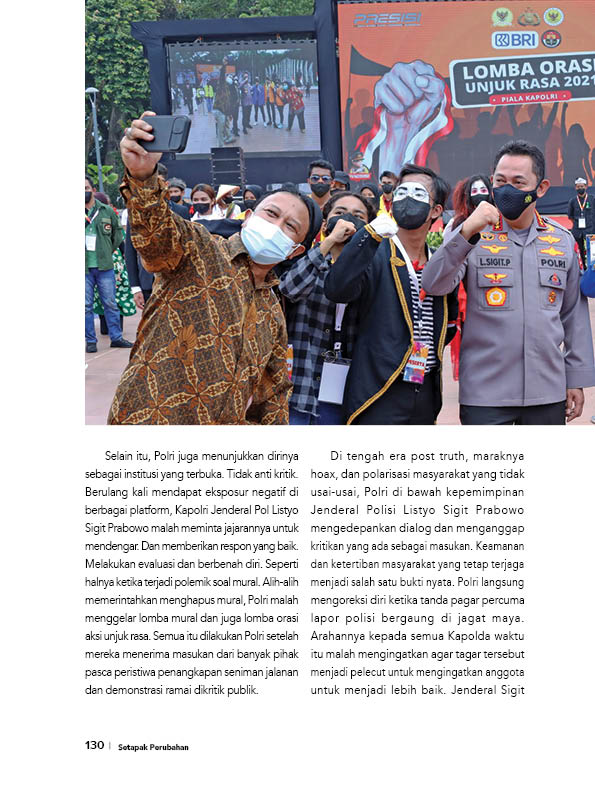 PRESISI
BRI
LOMBA ORASI
UNJUK RASA 2021
PIALA KAPOLRI
L.SIGIT.P
POLRI
PESERTA
Selain itu, Polri juga menunjukkan dirinya
sebagai institusi yang terbuka. Tidak anti kritik.
Berulang kali mendapat eksposur negatif di
berbagai platform, Kapolri Jenderal Pol Listyo
Sigit Prabowo malah meminta jajarannya untuk
mendengar. Dan memberikan respon yang baik.
Melakukan evaluasi dan berbenah diri. Seperti
halnya ketika terjadi polemik soal mural. Alih-alih
memerintahkan menghapus mural, Polri malah
menggelar lomba mural dan juga lomba orasi
aksi unjuk rasa. Semua itu dilakukan Polri setelah
mereka menerima masukan dari banyak pihak
pasca peristiwa penangkapan seniman jalanan
dan demonstrasi ramai dikritik publik.
Di tengah era post truth, maraknya
hoax, dan polarisasi masyarakat yang tidak
usai-usai, Polri di bawah kepemimpinan
Jenderal Polisi Listyo Sigit Prabowo
mengedepankan dialog dan menganggap
kritikan yang ada sebagai masukan. Keamanan
dan ketertiban masyarakat yang tetap terjaga
menjadi salah satu bukti nyata. Polri langsung
mengoreksi diri ketika tanda pagar percuma
lapor polisi bergaung di jagat maya.
Arahannya kepada semua Kapolda waktu
itu malah mengingatkan agar tagar tersebut
menjadi pelecut untuk mengingatkan anggota
untuk menjadi lebih baik. Jenderal Sigit
130 | Setapak Perubahan